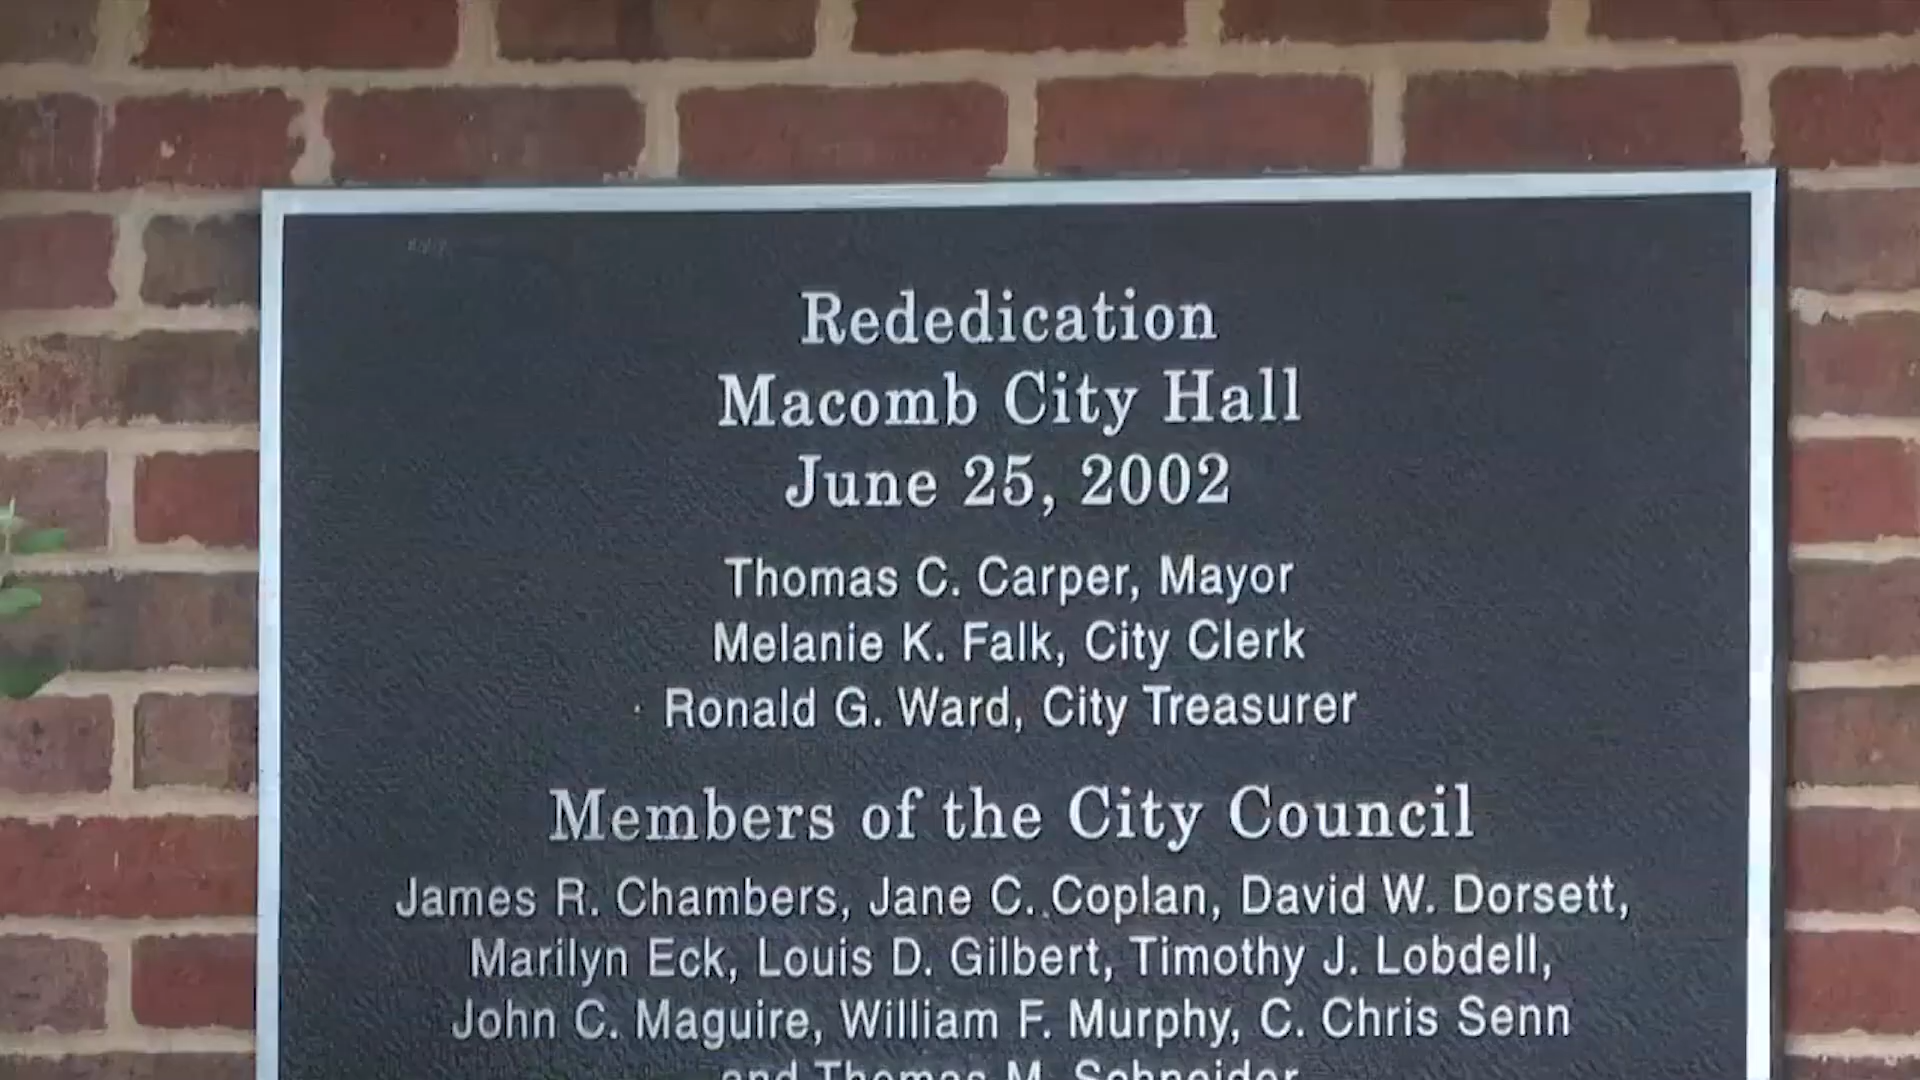 Rededication
Macomb City Hall
June 25, 2002
Thomas C. Carper, Mayor
Melanie K. Falk, City Clerk
Ronald G. Ward, City Treasurer
Members of the City Council
James R. Chambers, Jane C. Coplan, David W. Dorsett,
Marilyn Eck, Louis D. Gilbert, Timothy J. Lobdell,
John C. Maguire, William F. Murphy, C. Chris Senn
and Thomas M. Schneider